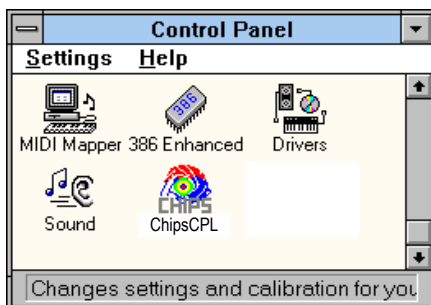 Control Panel
Settings Help
MIDI Mapper 386 Enhanced Drivers
386
Sound ChipsCPL
CHIPS
Changes settings and calibration for you